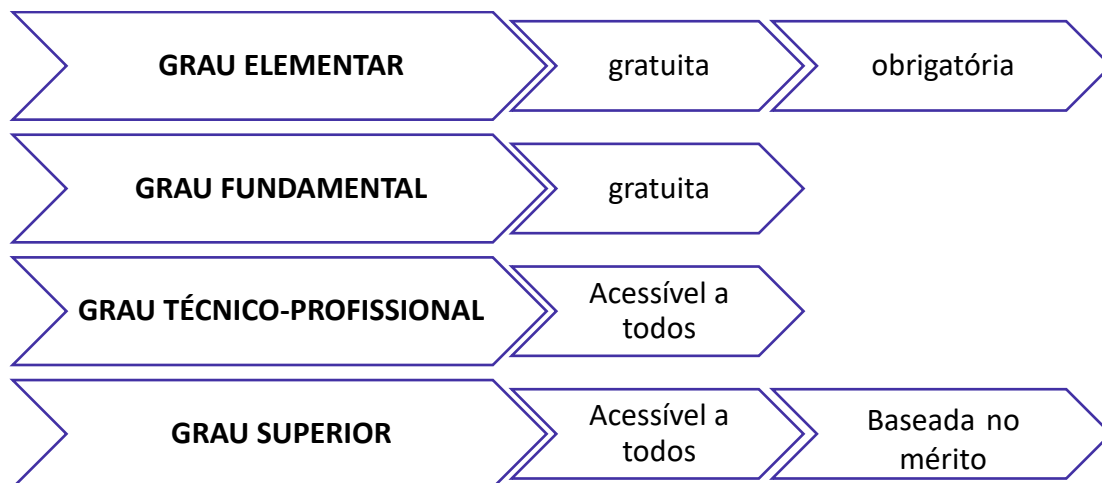 GRAU ELEMENTAR
gratuita
obrigatória
GRAU FUNDAMENTAL
gratuita
GRAU TÉCNICO-PROFISSIONAL
Acessível a
todos
GRAU SUPERIOR
Acessível a
todos
Baseada no
mérito